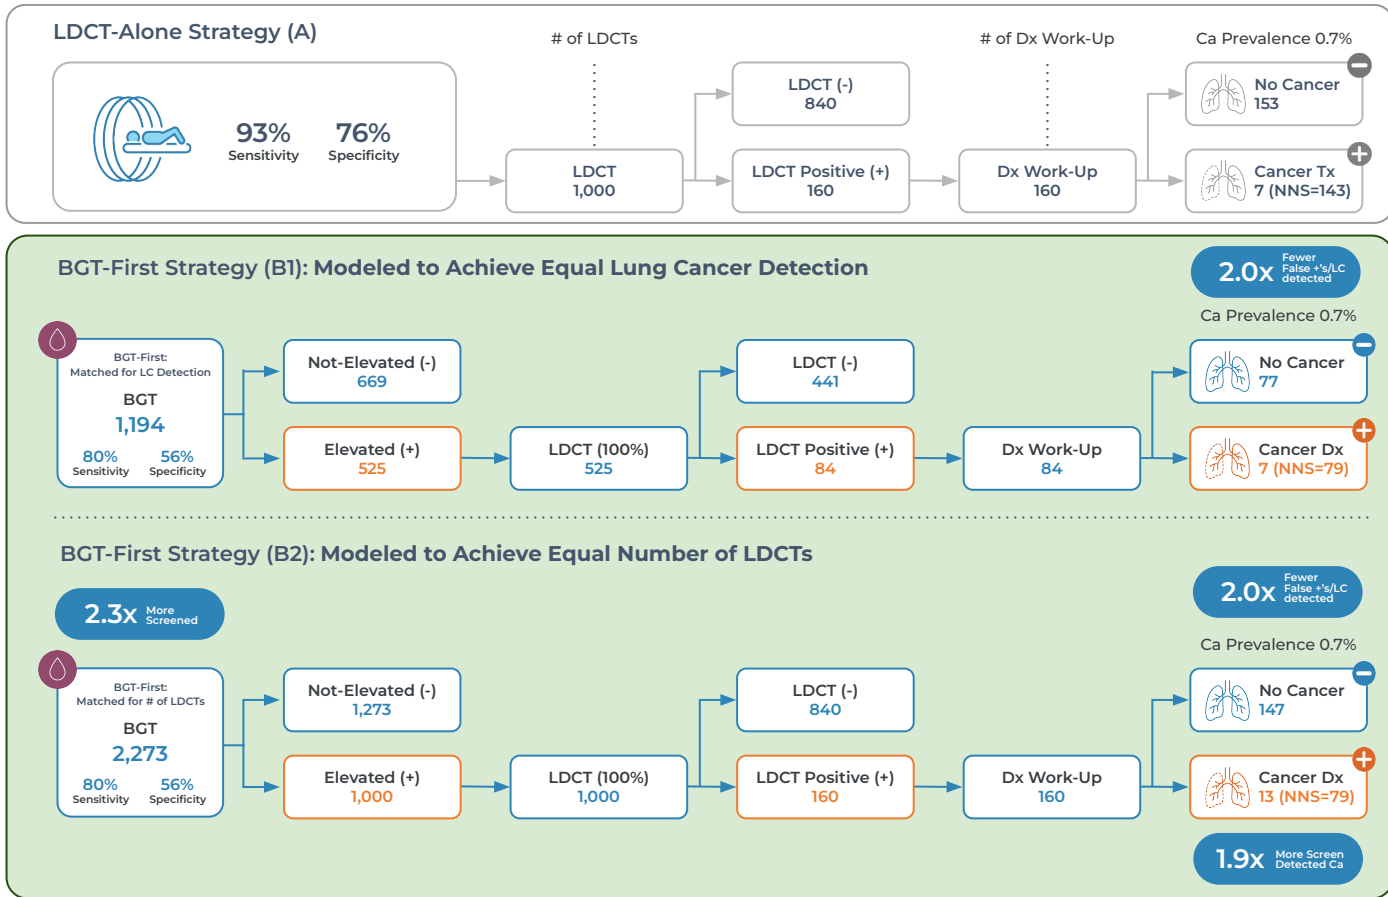 LDCT-Alone Strategy (A)
# of LDCTs
# of Dx Work-Up
Ca Prevalence 0.7%
93%
Sensitivity
76%
Specificity
LDCT
1,000
LDCT (-)
840
LDCT Positive (+)
160
Dx Work-Up
160
No Cancer
153
Cancer Tx
7 (NNS=143)
BGT-First Strategy (B1): Modeled to Achieve Equal Lung Cancer Detection
2.0x
Fewer
False +'s/LC
detected
Ca Prevalence 0.7%
BGT-First:
Matched for LC Detection
BGT
1,194
80%
Sensitivity
56%
Specificity
Not-Elevated (-)
669
Elevated (+)
525
LDCT (100%)
525
LDCT (-)
441
LDCT Positive (+)
84
Dx Work-Up
84
No Cancer
77
Cancer Dx
7 (NNS=79)
BGT-First Strategy (B2): Modeled to Achieve Equal Number of LDCTs
2.3x
More
Screened
2.0x
Fewer
False +'s/LC
detected
Ca Prevalence 0.7%
BGT-First:
Matched for # of LDCTs
BGT
2,273
80%
Sensitivity
56%
Specificity
Not-Elevated (-)
1,273
Elevated (+)
1,000
LDCT (100%)
1,000
LDCT (-)
840
LDCT Positive (+)
160
Dx Work-Up
160
No Cancer
147
Cancer Dx
13 (NNS=79)
1.9x
More Screen
Detected Ca